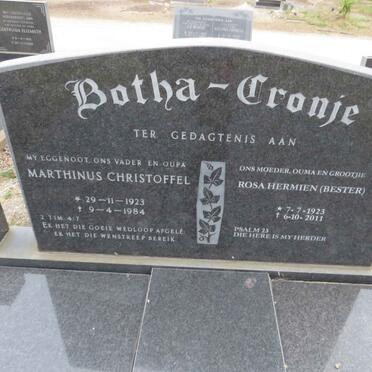 Botha-Cronje
TER GEDAGTENIS AAN
MY EGGENOOT, ONS VADER EN OUPA
MARTHINUS CHRISTOFFEL
* 29-11-1923
† 9-4-1984
2 TIM. 4:7
EK HET DIE GOEIE WEDLOOP AFGELÊ
EK HET DIE WENSTREEP BEREIK
ONS MOEDER, OUMA EN GROOTJIE
ROSA HERMIEN (BESTER)
* 7-7-1923
† 6-10-2011
PSALM 23
DIE HERE IS MY HERDER